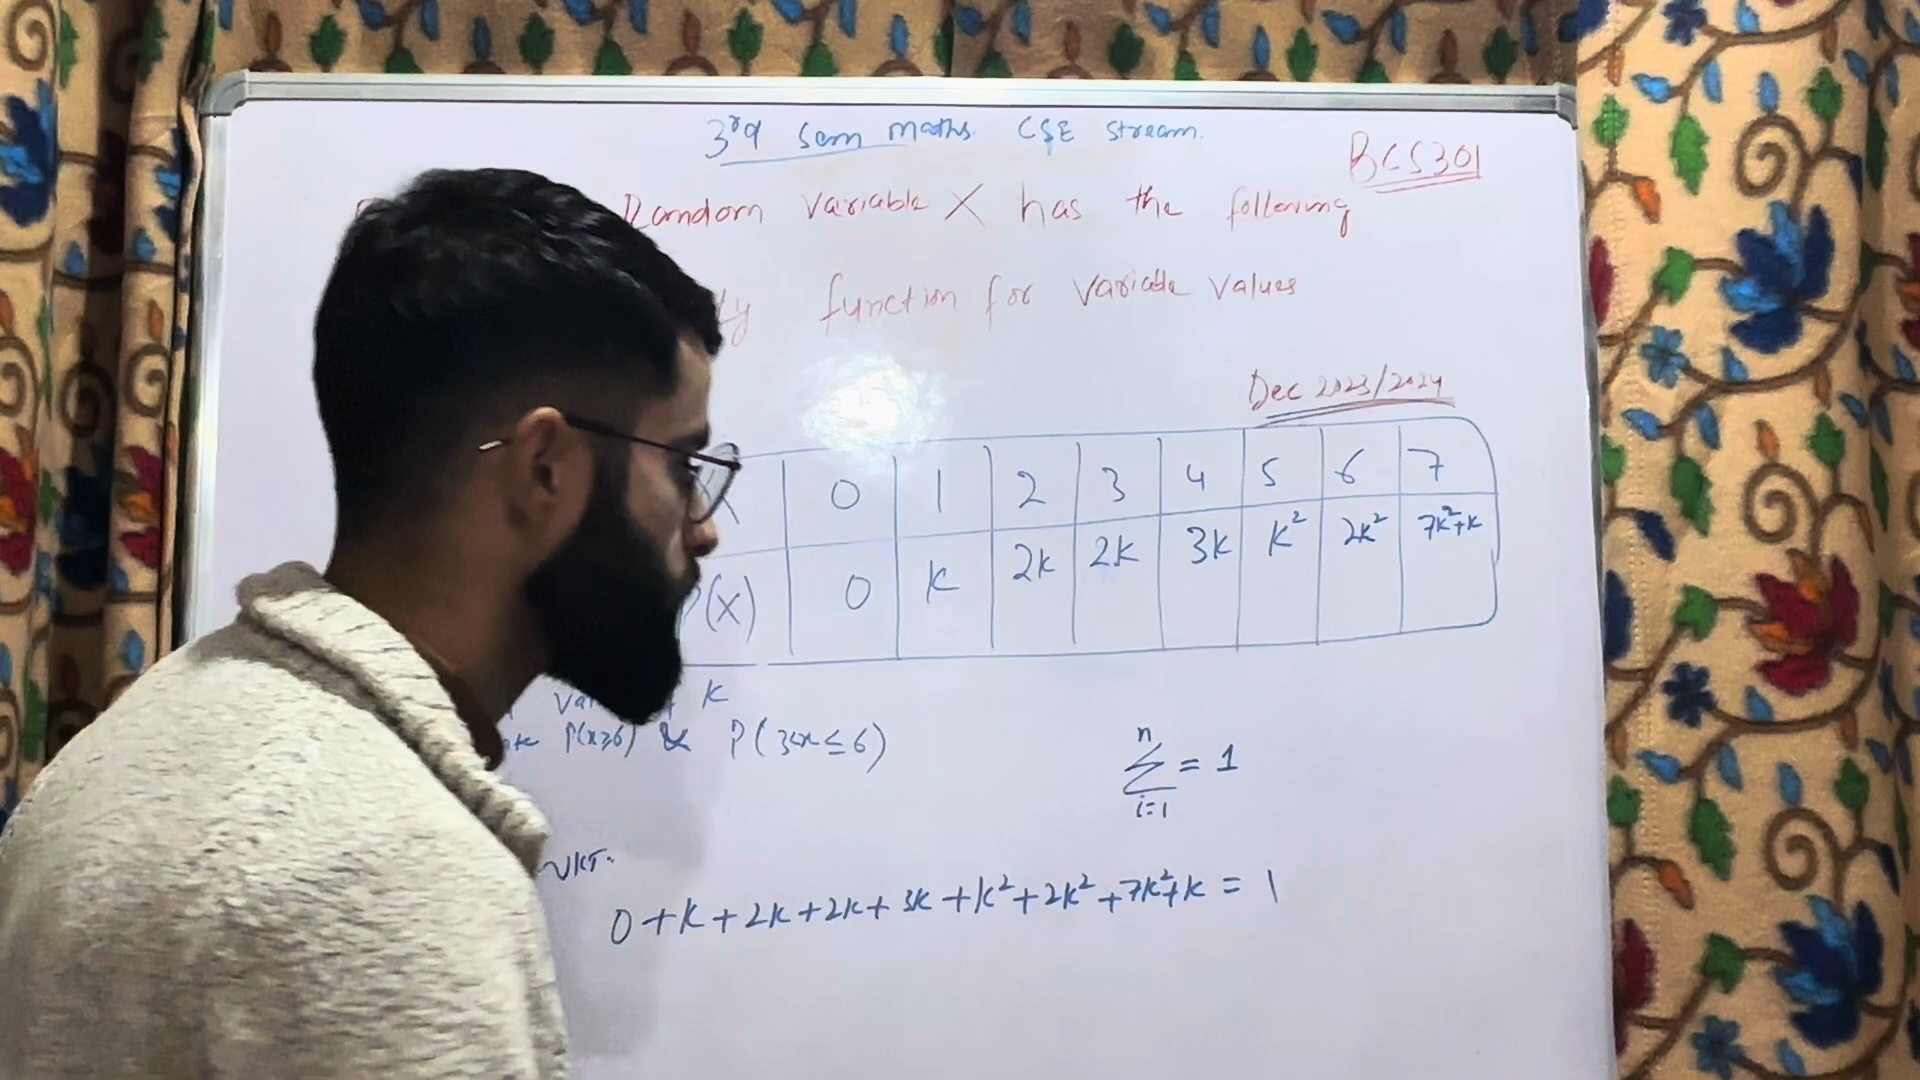 3rd Sem Maths CSE Stream.
BCS301
Random Variable X has the following
function for variable values
Dec 2023/2024
X 0 1 2 3 4 5 6 7
P(X) 0 K 2K 2K 3K K² 2K² 7K²+K
K
P(x≥6) & P(3<x≤6)
n
∑ = 1
i=1
WKT.
0+K+2K+2K+3K+K²+2K²+7K²+K = 1